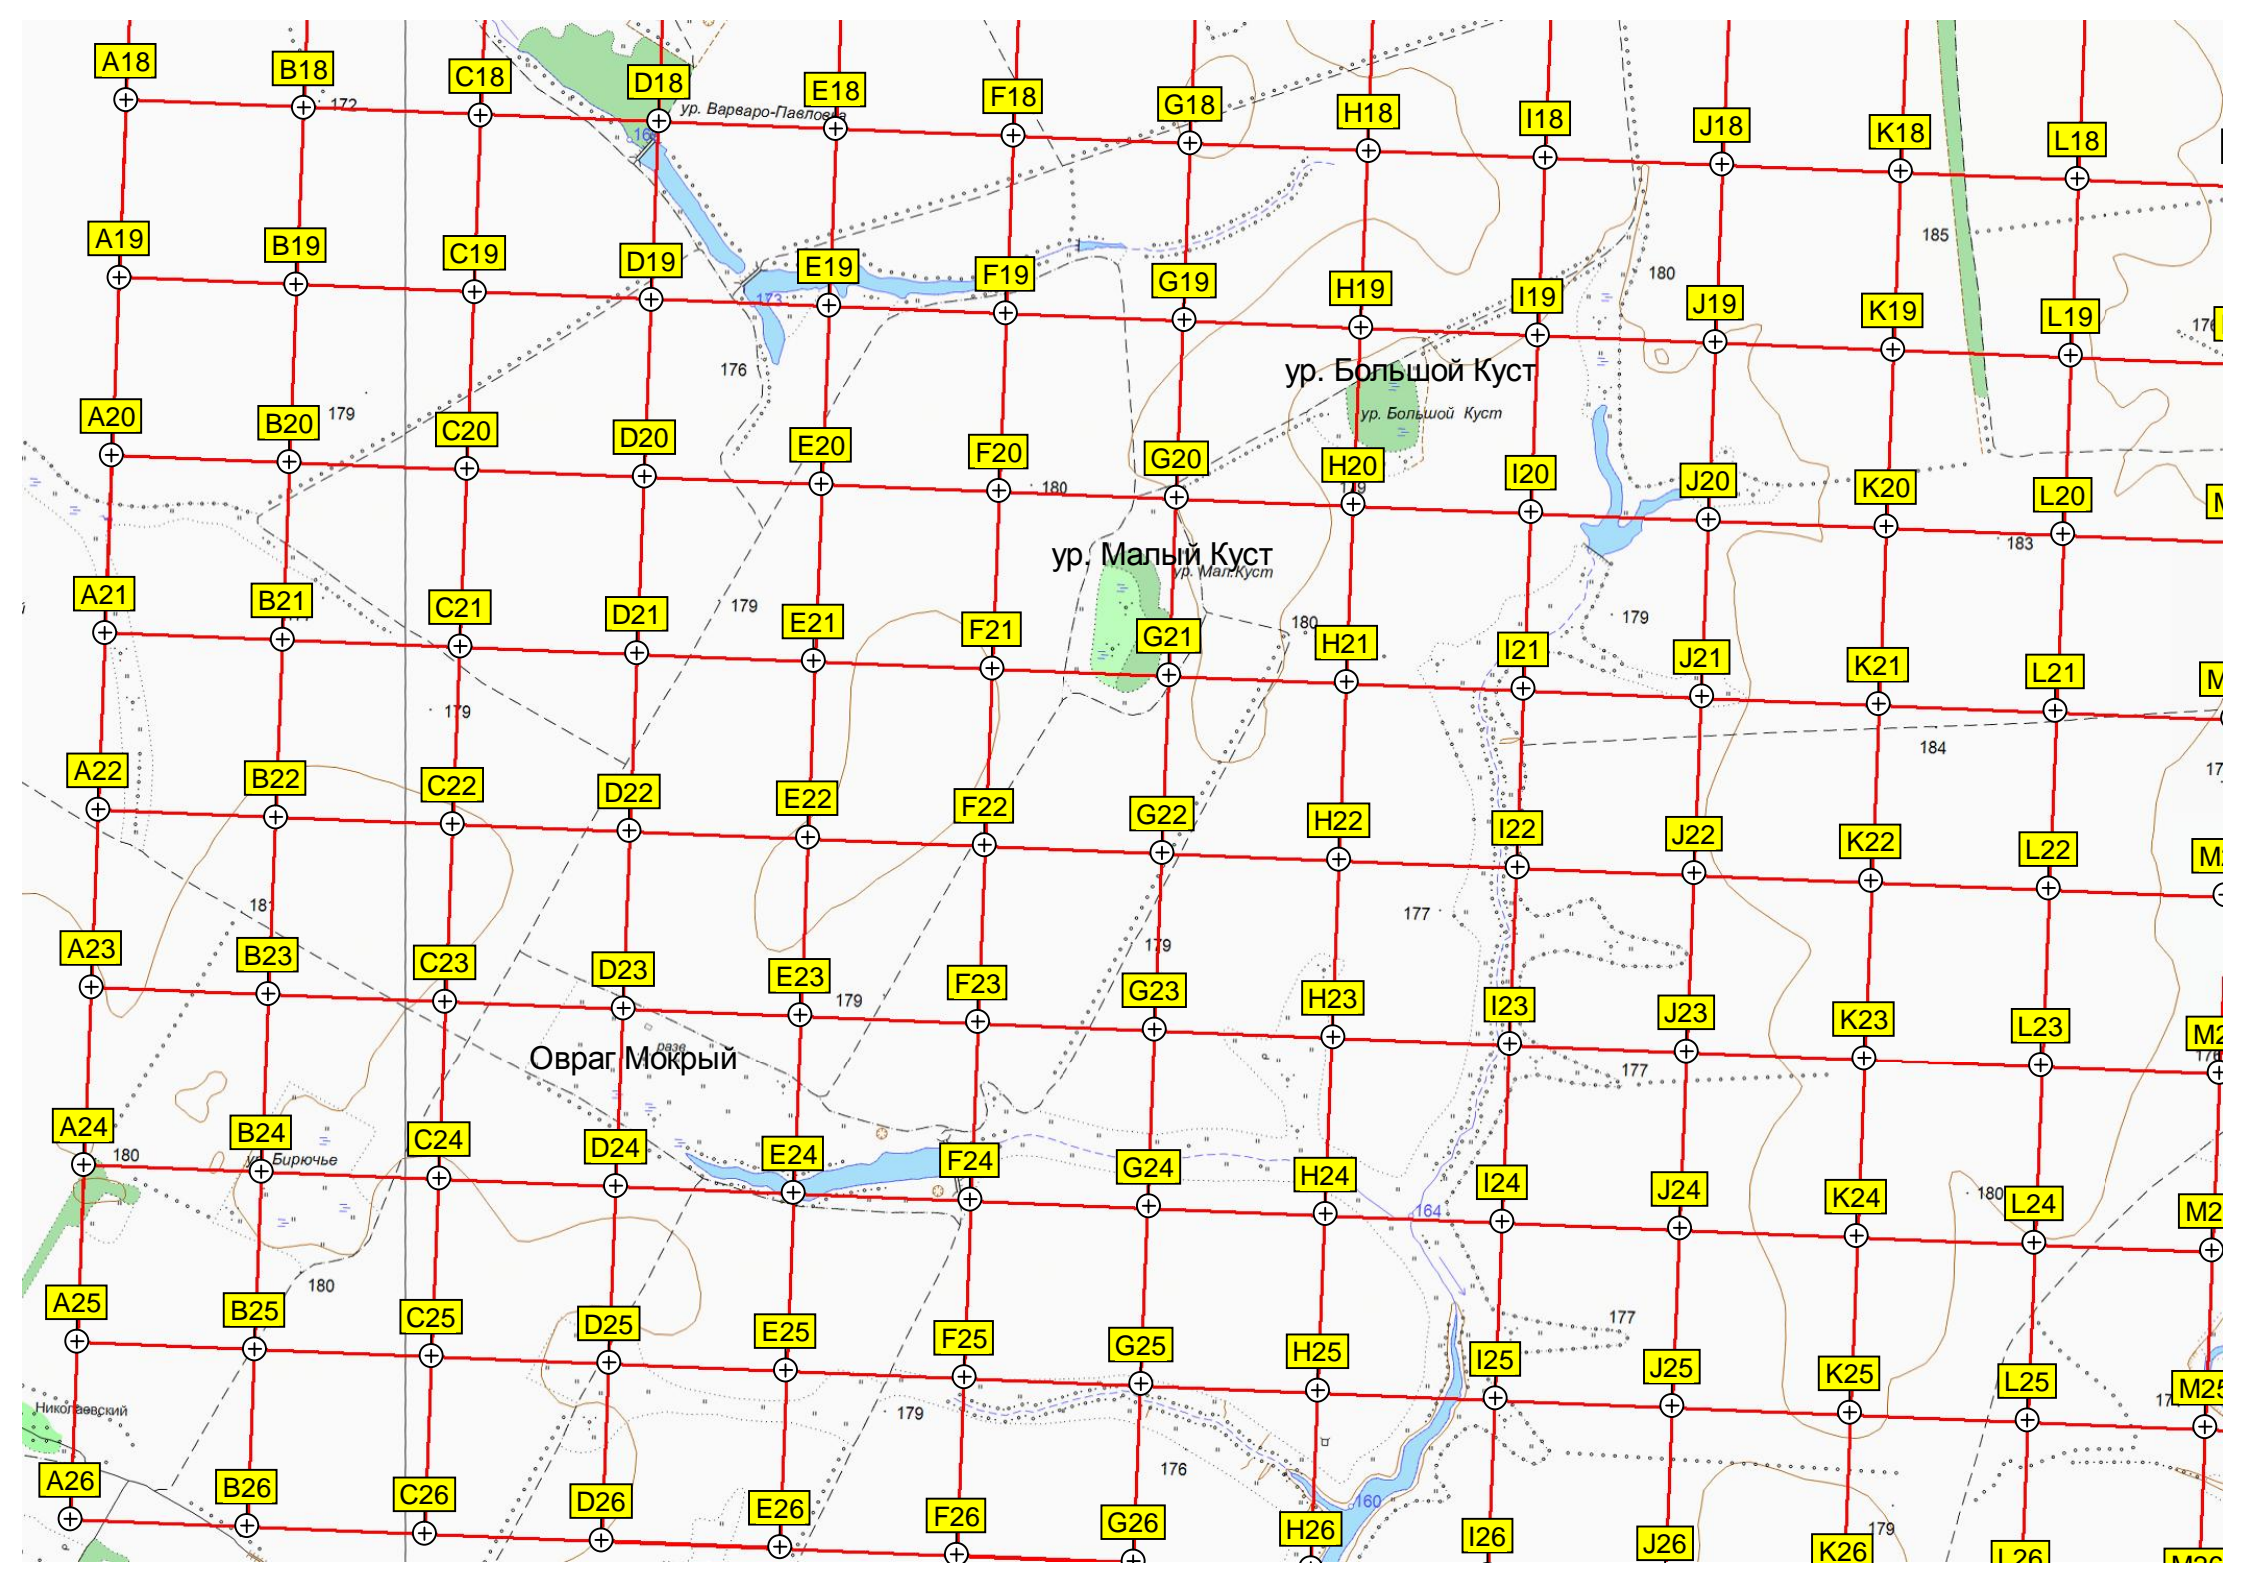 A18 B18 C18 D18 E18 F18 G18 H18 I18 J18 K18 L18
172
ур. Варваро-Павловка
185
A19 B19 C19 D19 E19 F19 G19 H19 I19 J19 K19 L19
180
173
176
176
ур. Большой Куст
ур. Большой Куст
179
A20 B20 C20 D20 E20 F20 G20 H20 I20 J20 K20 L20
180
179
183
ур. Малый Куст
ур. Мал.Куст
A21 B21 C21 D21 E21 F21 G21 H21 I21 J21 K21 L21
179
180
179
179
184
A22 B22 C22 D22 E22 F22 G22 H22 I22 J22 K22 L22
181
177
179
A23 B23 C23 D23 E23 F23 G23 H23 I23 J23 K23 L23
179
разв
Овраг Мокрый
177
A24 B24 C24 D24 E24 F24 G24 H24 I24 J24 K24 L24
180
ур. Бирючье
164
180
180
A25 B25 C25 D25 E25 F25 G25 H25 I25 J25 K25 L25 M25
177
Николаевский
179
176
160
179
A26 B26 C26 D26 E26 F26 G26 H26 I26 J26 K26 L26 M26